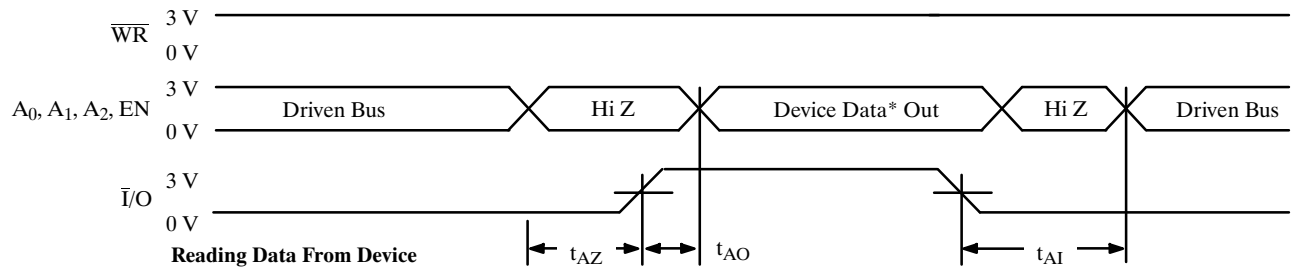 3 V
W̅R̅
0 V
3 V
A₀, A₁, A₂, EN Driven Bus Hi Z Device Data* Out Hi Z Driven Bus
0 V
3 V
I̅/O
0 V
Reading Data From Device tAZ tAO tAI